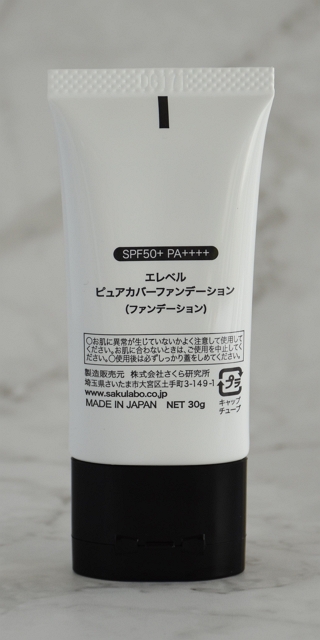 SPF50+ PA++++
エレベル
ピュアカバーファンデーション
(ファンデーション)
○お肌に異常が生じていないかよく注意して使用して
ください。お肌に合わないときは、ご使用を中止してく
ださい。○使用後は必ずしっかり蓋をしめてください。
製造販売元 株式会社さくら研究所
埼玉県さいたま市大宮区土手町3-149-1
www.sakulabo.co.jp
MADE IN JAPAN NET 30g
プラ
キャップ
チューブ